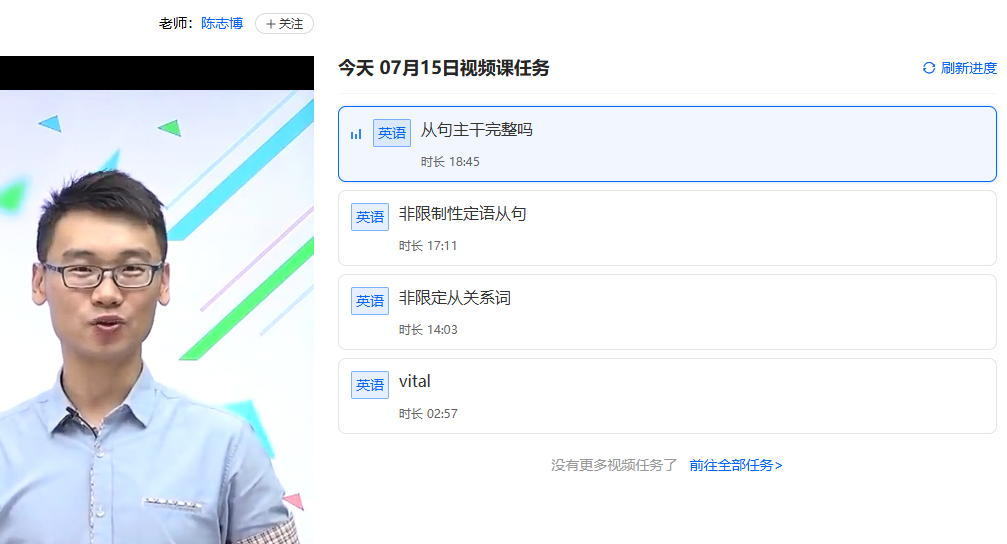 老师：陈志博 ＋关注
今天 07月15日视频课任务
刷新进度
英语 从句主干完整吗
时长 18:45
英语 非限制性定语从句
时长 17:11
英语 非限定从关系词
时长 14:03
英语 vital
时长 02:57
没有更多视频任务了 前往全部任务>